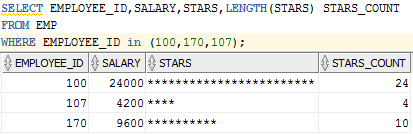 SELECT EMPLOYEE_ID,SALARY,STARS,LENGTH(STARS) STARS_COUNT
FROM EMP
WHERE EMPLOYEE_ID in (100,170,107);
EMPLOYEE_ID SALARY STARS STARS_COUNT
100 24000 ************************ 24
107 4200 **** 4
170 9600 ********** 10